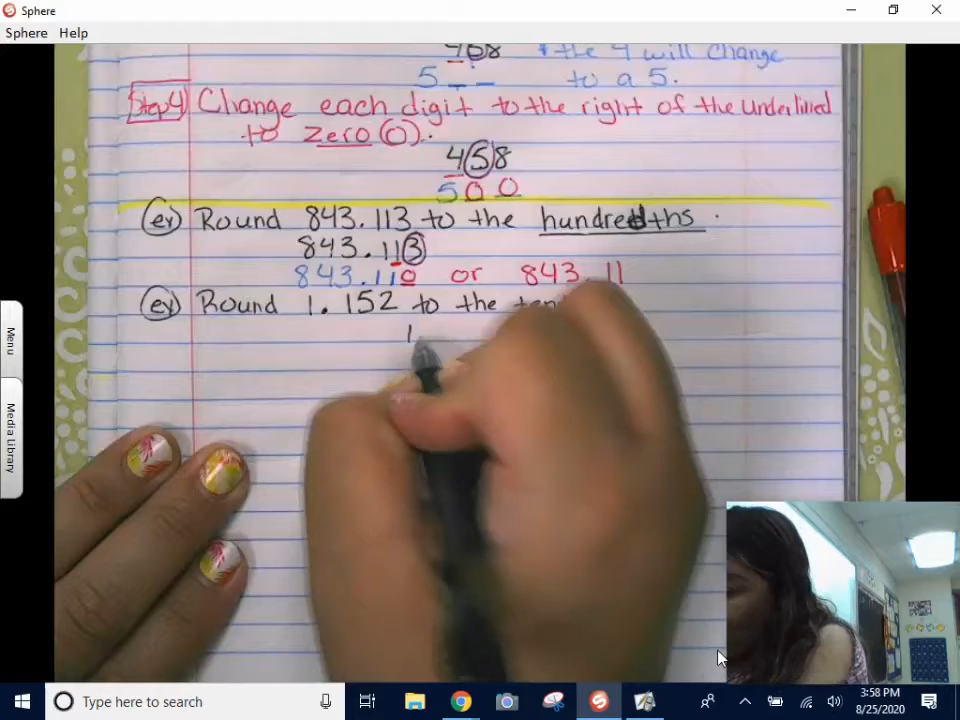 Sphere
Sphere Help
458 * the 4 will change
5 _ _ to a 5.
Step 4 Change each digit to the right of the underlined
to zero (0).
458
500
ex Round 843.113 to the hundredths.
843.113
843.110 or 843.11
ex Round 1.152 to the
1
Menu
Media Library
Type here to search
3:58 PM
8/25/2020